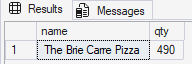 Results Messages
name qty
1 The Brie Carre Pizza 490